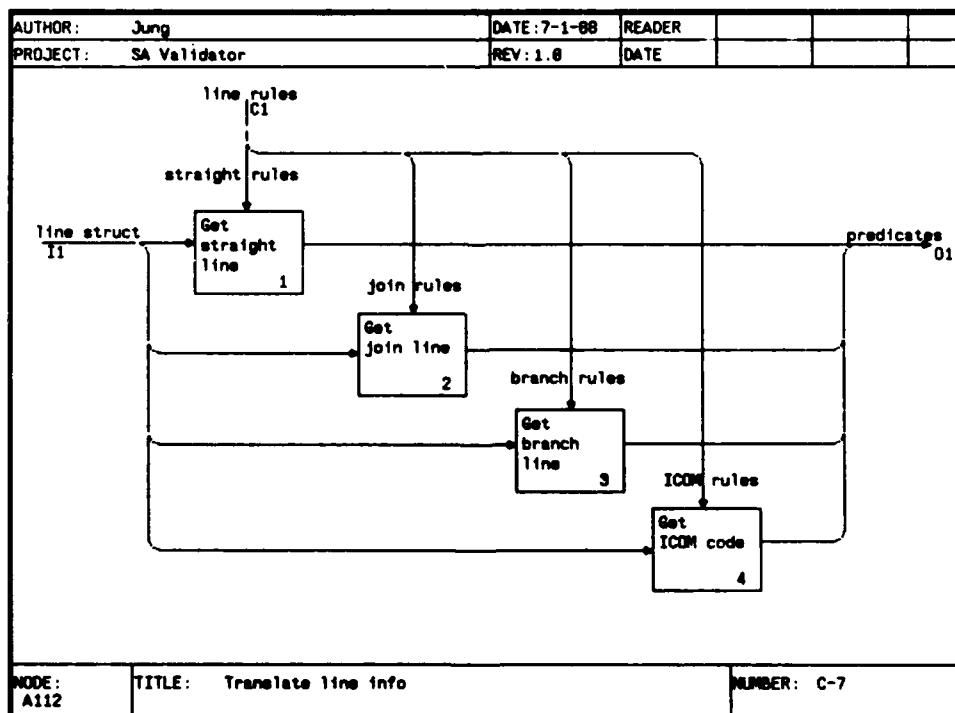 AUTHOR: Jung DATE:7-1-88 READER
PROJECT: SA Validator REV:1.0 DATE
line rules
C1
straight rules
line struct
I1
Get
straight
line
1
predicates
O1
join rules
Get
join line
2
branch rules
Get
branch
line
3
ICOM rules
Get
ICOM code
4
NODE: TITLE: Translate line info NUMBER: C-7
A112